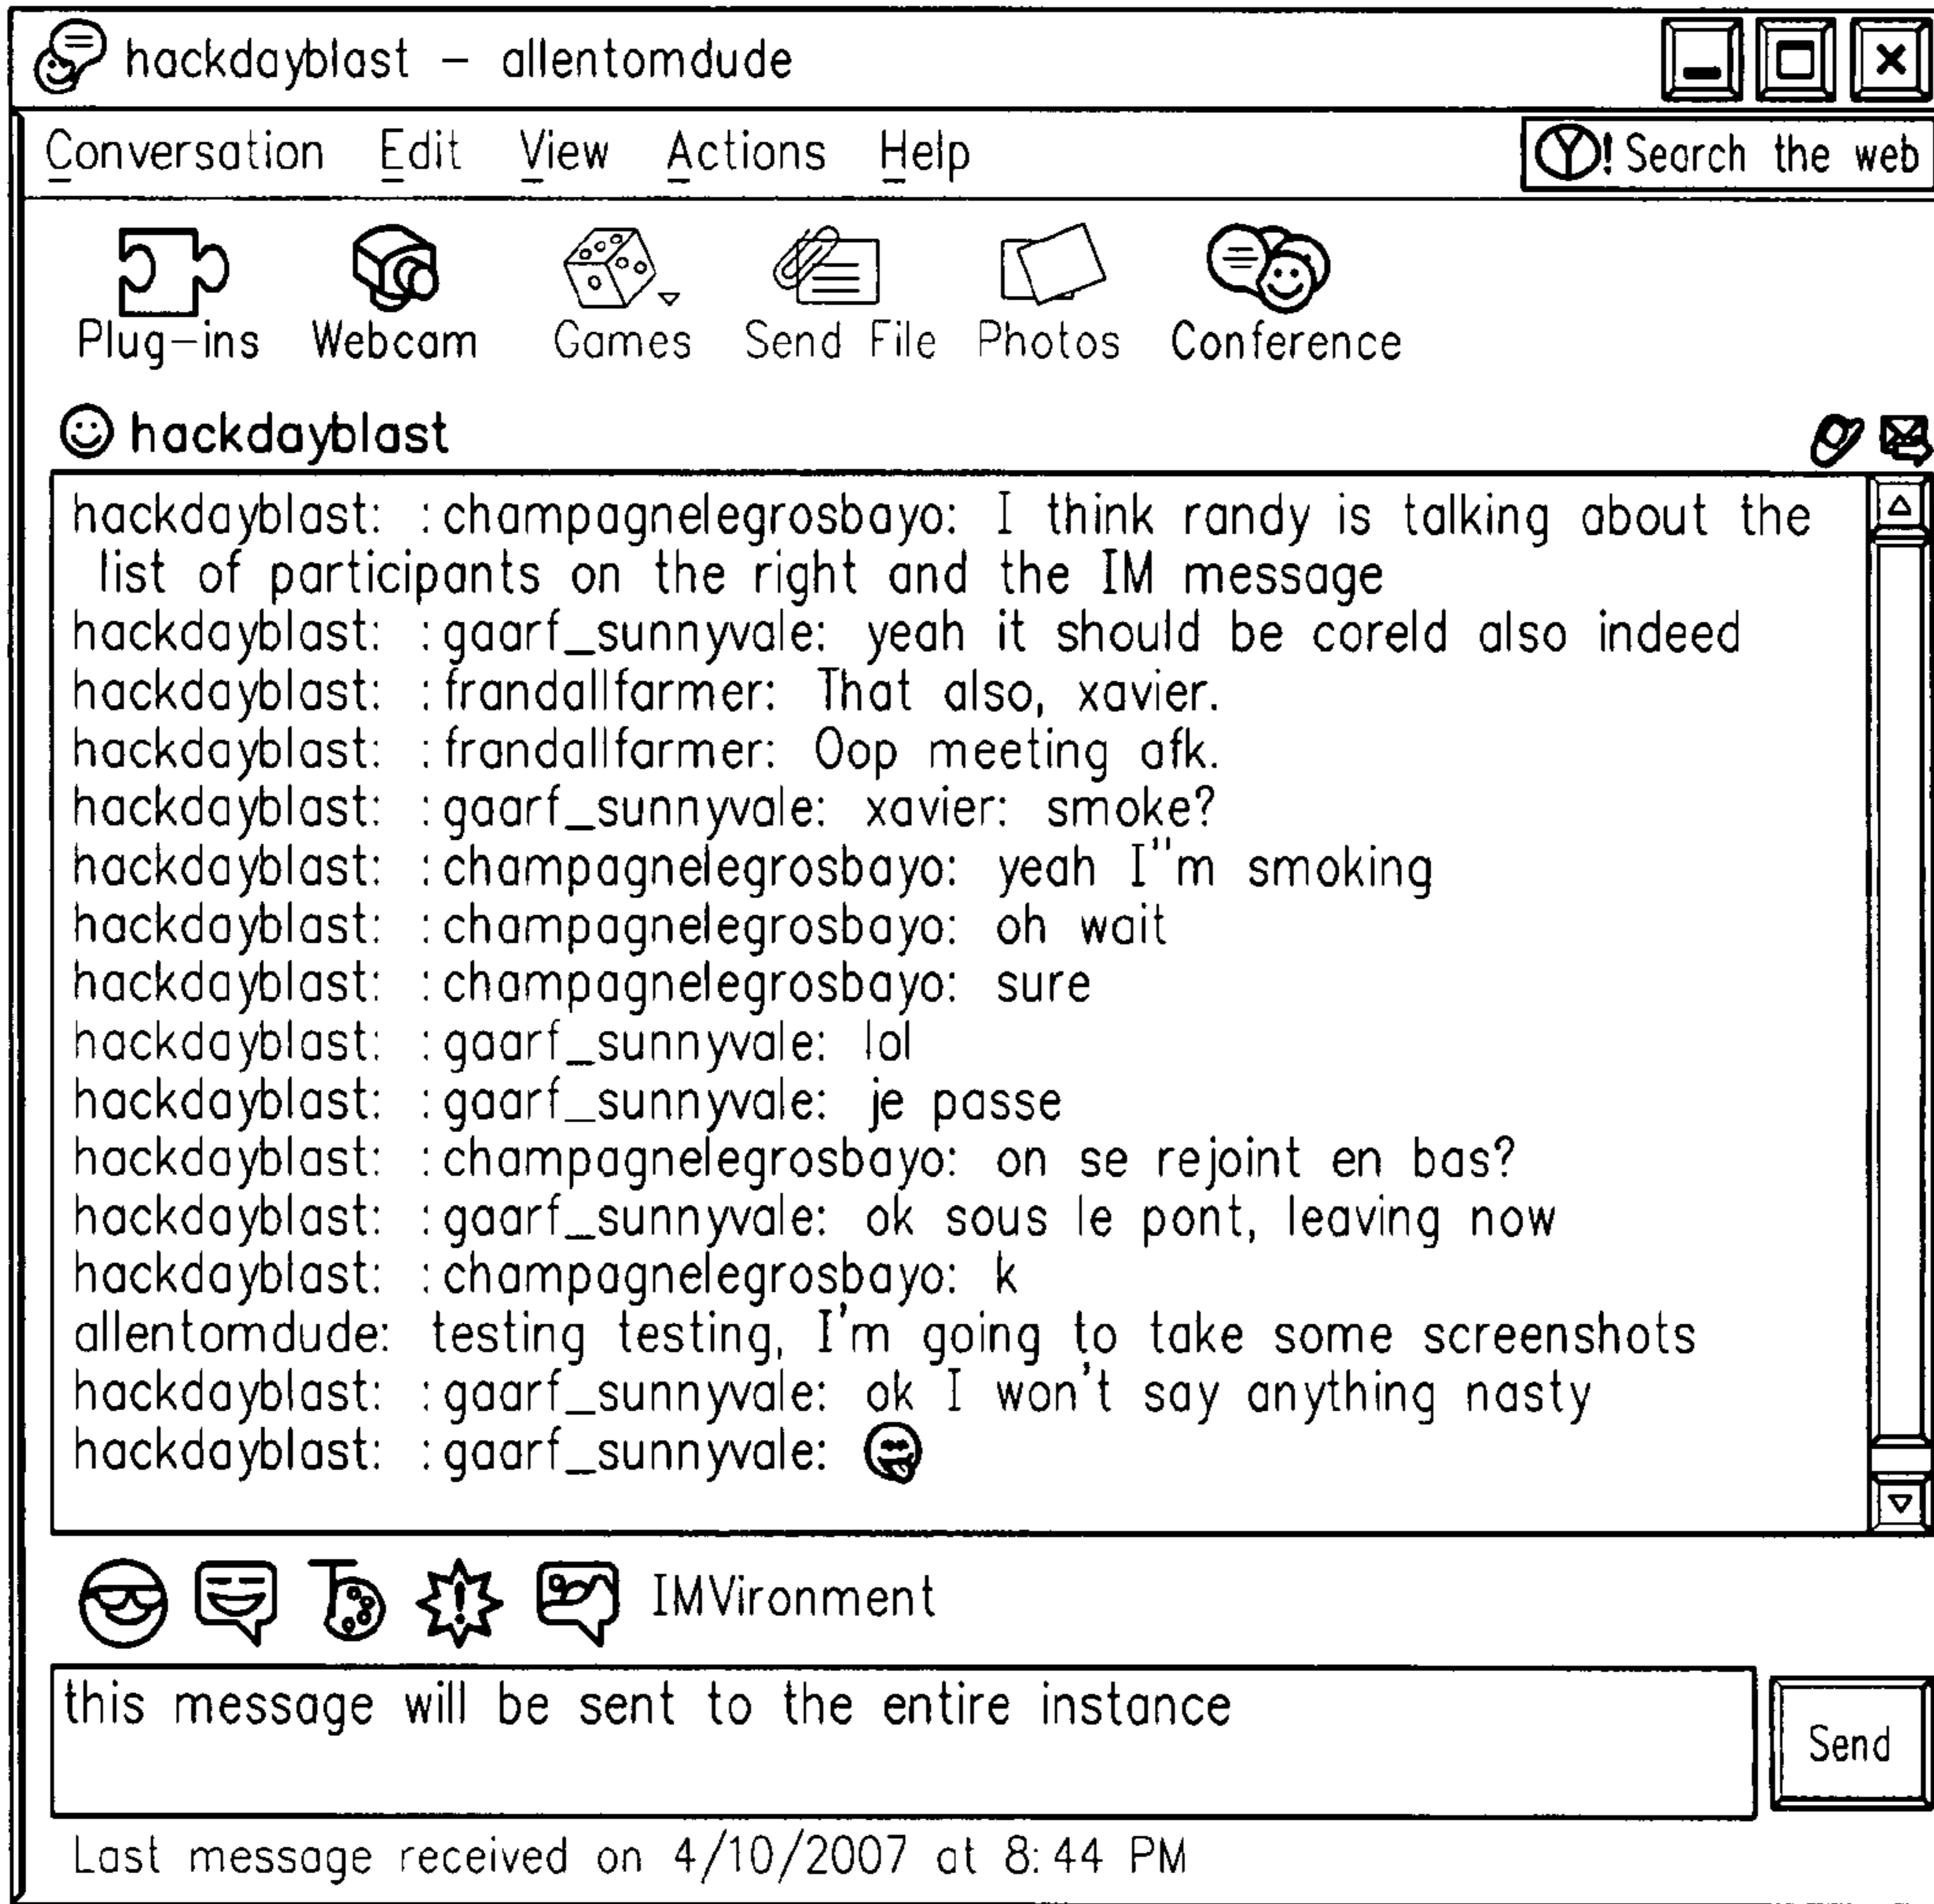 hackdayblast – allentomdude
Conversation Edit View Actions Help Y! Search the web
Plug-ins Webcam Games Send File Photos Conference
hackdayblast
hackdayblast: :champagnelegrosbayo: I think randy is talking about the
list of participants on the right and the IM message
hackdayblast: :gaarf_sunnyvale: yeah it should be coreld also indeed
hackdayblast: :frandallfarmer: That also, xavier.
hackdayblast: :frandallfarmer: Oop meeting afk.
hackdayblast: :gaarf_sunnyvale: xavier: smoke?
hackdayblast: :champagnelegrosbayo: yeah I"m smoking
hackdayblast: :champagnelegrosbayo: oh wait
hackdayblast: :champagnelegrosbayo: sure
hackdayblast: :gaarf_sunnyvale: lol
hackdayblast: :gaarf_sunnyvale: je passe
hackdayblast: :champagnelegrosbayo: on se rejoint en bas?
hackdayblast: :gaarf_sunnyvale: ok sous le pont, leaving now
hackdayblast: :champagnelegrosbayo: k
allentomdude: testing testing, I'm going to take some screenshots
hackdayblast: :gaarf_sunnyvale: ok I won't say anything nasty
hackdayblast: :gaarf_sunnyvale:
IMVironment
this message will be sent to the entire instance
Send
Last message received on 4/10/2007 at 8:44 PM